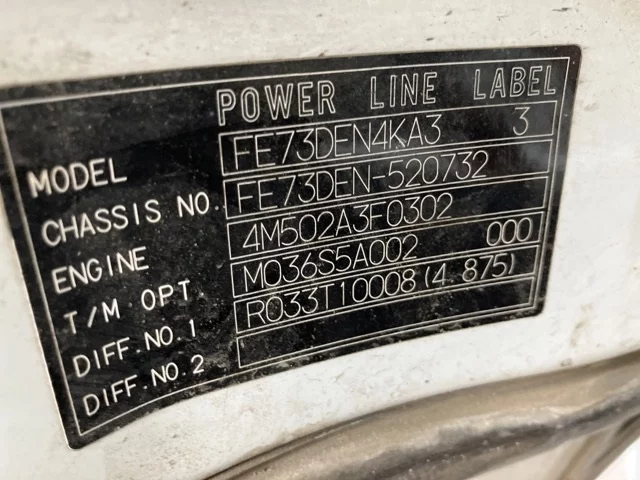 POWER LINE LABEL
MODEL FE73DEN4KA3 3
CHASSIS NO. FE73DEN-520732
ENGINE 4M502A3F0302
T/M OPT. M036S5A002 000
DIFF.NO.1 R033T10008(4.875)
DIFF.NO.2